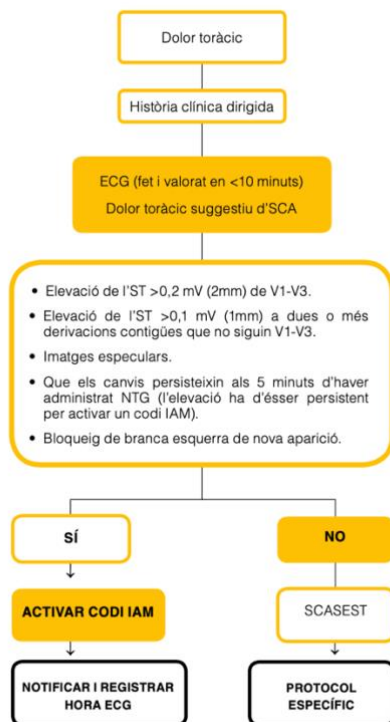 Dolor toràcic
Història clínica dirigida
ECG (fet i valorat en <10 minuts)
Dolor toràcic suggestiu d'SCA
• Elevació de l'ST >0,2 mV (2mm) de V1-V3.
• Elevació de l'ST >0,1 mV (1mm) a dues o més
derivacions contigües que no siguin V1-V3.
• Imatges especulars.
• Que els canvis persisteixin als 5 minuts d'haver
administrat NTG (l'elevació ha d'ésser persistent
per activar un codi IAM).
• Bloqueig de branca esquerra de nova aparició.
SÍ
NO
ACTIVAR CODI IAM
SCASEST
NOTIFICAR I REGISTRAR
HORA ECG
PROTOCOL
ESPECÍFIC